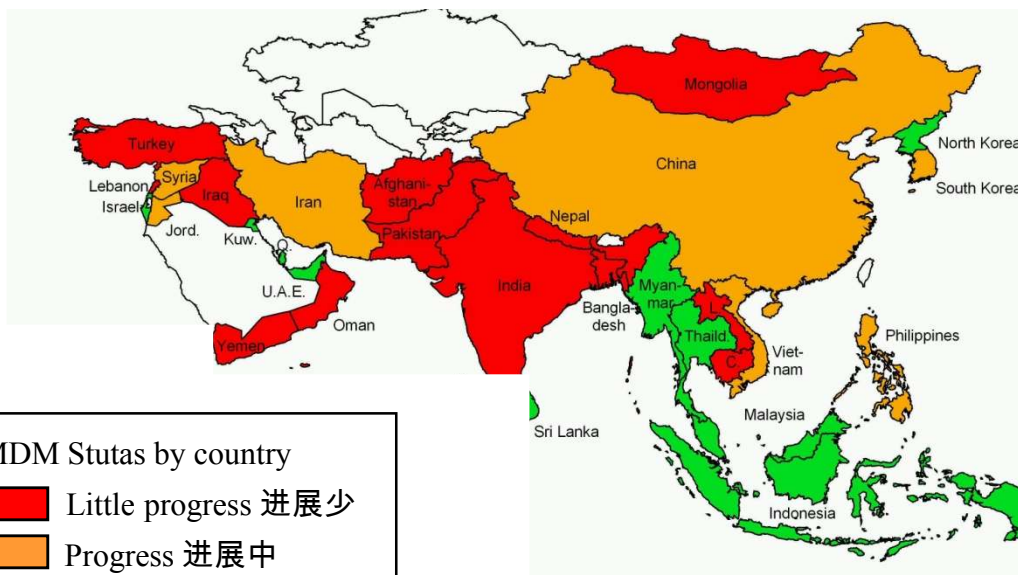 Mongolia
North Korea
China
South Korea
Turkey
Syria
Lebanon
Iraq
Israel
Iran
Afghani-
stan
Jord.
Kuw.
Q.
Pakistan
Nepal
U.A.E.
India
Oman
Yemen
Bangla-
desh
Myan-
mar
L.
Thaild.
C.
Viet-
nam
Philippines
Malaysia
Sri Lanka
Indonesia
MDM Stutas by country
Little progress 进展少
Progress 进展中